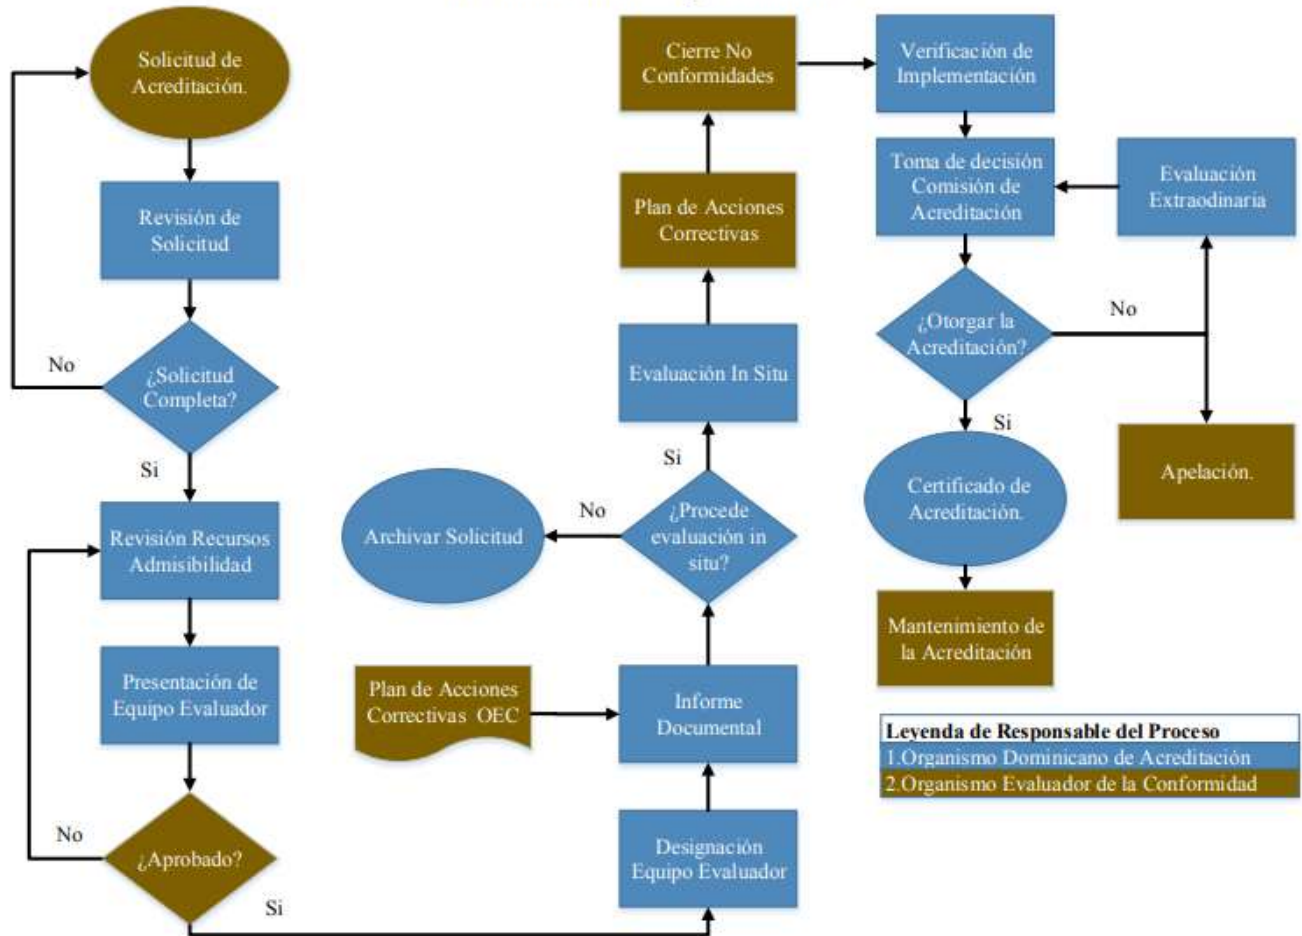 Solicitud de
Acreditación.
Revisión de
Solicitud
No
¿Solicitud
Completa?
Si
Revisión Recursos
Admisibilidad
Presentación de
Equipo Evaluador
No
¿Aprobado?
Si
Cierre No
Conformidades
Plan de Acciones
Correctivas
Evaluación In Situ
Si
Archivar Solicitud
No
¿Procede
evaluación in
situ?
Plan de Acciones
Correctivas OEC
Informe
Documental
Designación
Equipo Evaluador
Verificación de
Implementación
Toma de decisión
Comisión de
Acreditación
Evaluación
Extraodinaria
¿Otorgar la
Acreditación?
No
Si
Certificado de
Acreditación.
Apelación.
Mantenimiento de
la Acreditación
Leyenda de Responsable del Proceso
1.Organismo Dominicano de Acreditación
2.Organismo Evaluador de la Conformidad